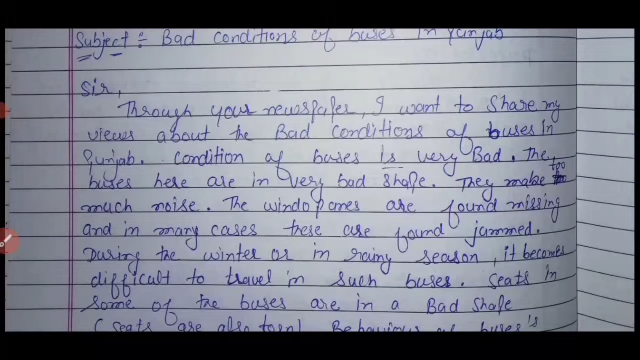 Subject :- Bad Conditions of buses in Punjab
Sir,
Through your newspaper, I want to share my
views about the Bad Conditions of buses in
Punjab. Condition of buses is very Bad. The
buses here are in very bad shape. They make too
much noise. The windo panes are found missing
and in many cases these are found jammed.
During the winter or in rainy season, it becomes
difficult to travel in such buses. Seats in
some of the buses are in a Bad shape
(seats are also torn). Behaviour of buses's